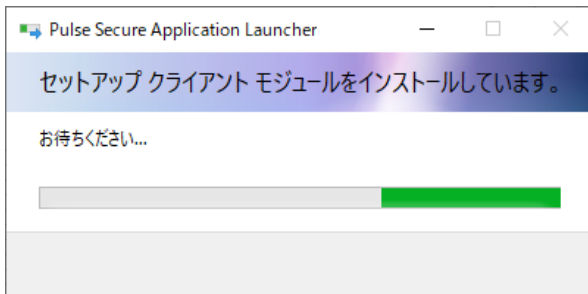 Pulse Secure Application Launcher
セットアップ クライアント モジュールをインストールしています。
お待ちください...